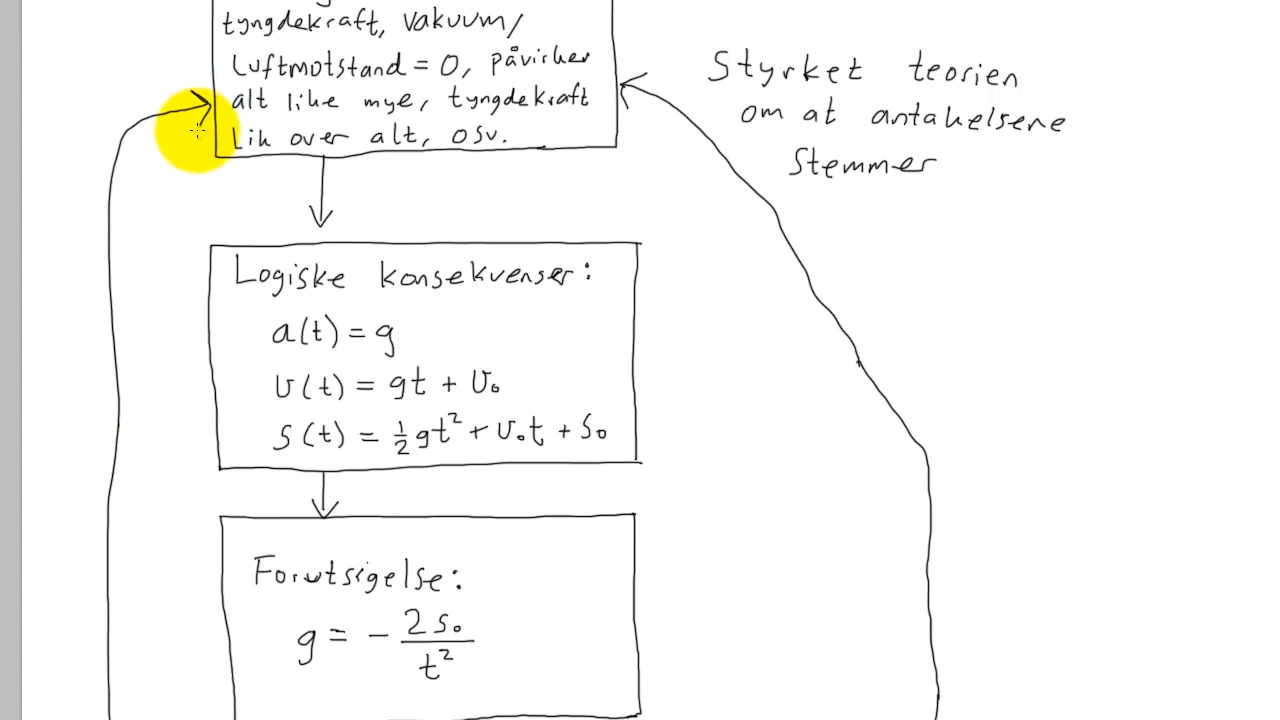 tyngdekraft, vakuum/
Luftmotstand = 0, påvirker
alt like mye, tyngdekraft
lik over alt, osv.
Styrket teorien
om at antakelsene
stemmer
Logiske konsekvenser:
a(t) = g
v(t) = gt + v₀
s(t) = ½gt² + v₀t + s₀
Forutsigelse:
g = - 2s₀/t²